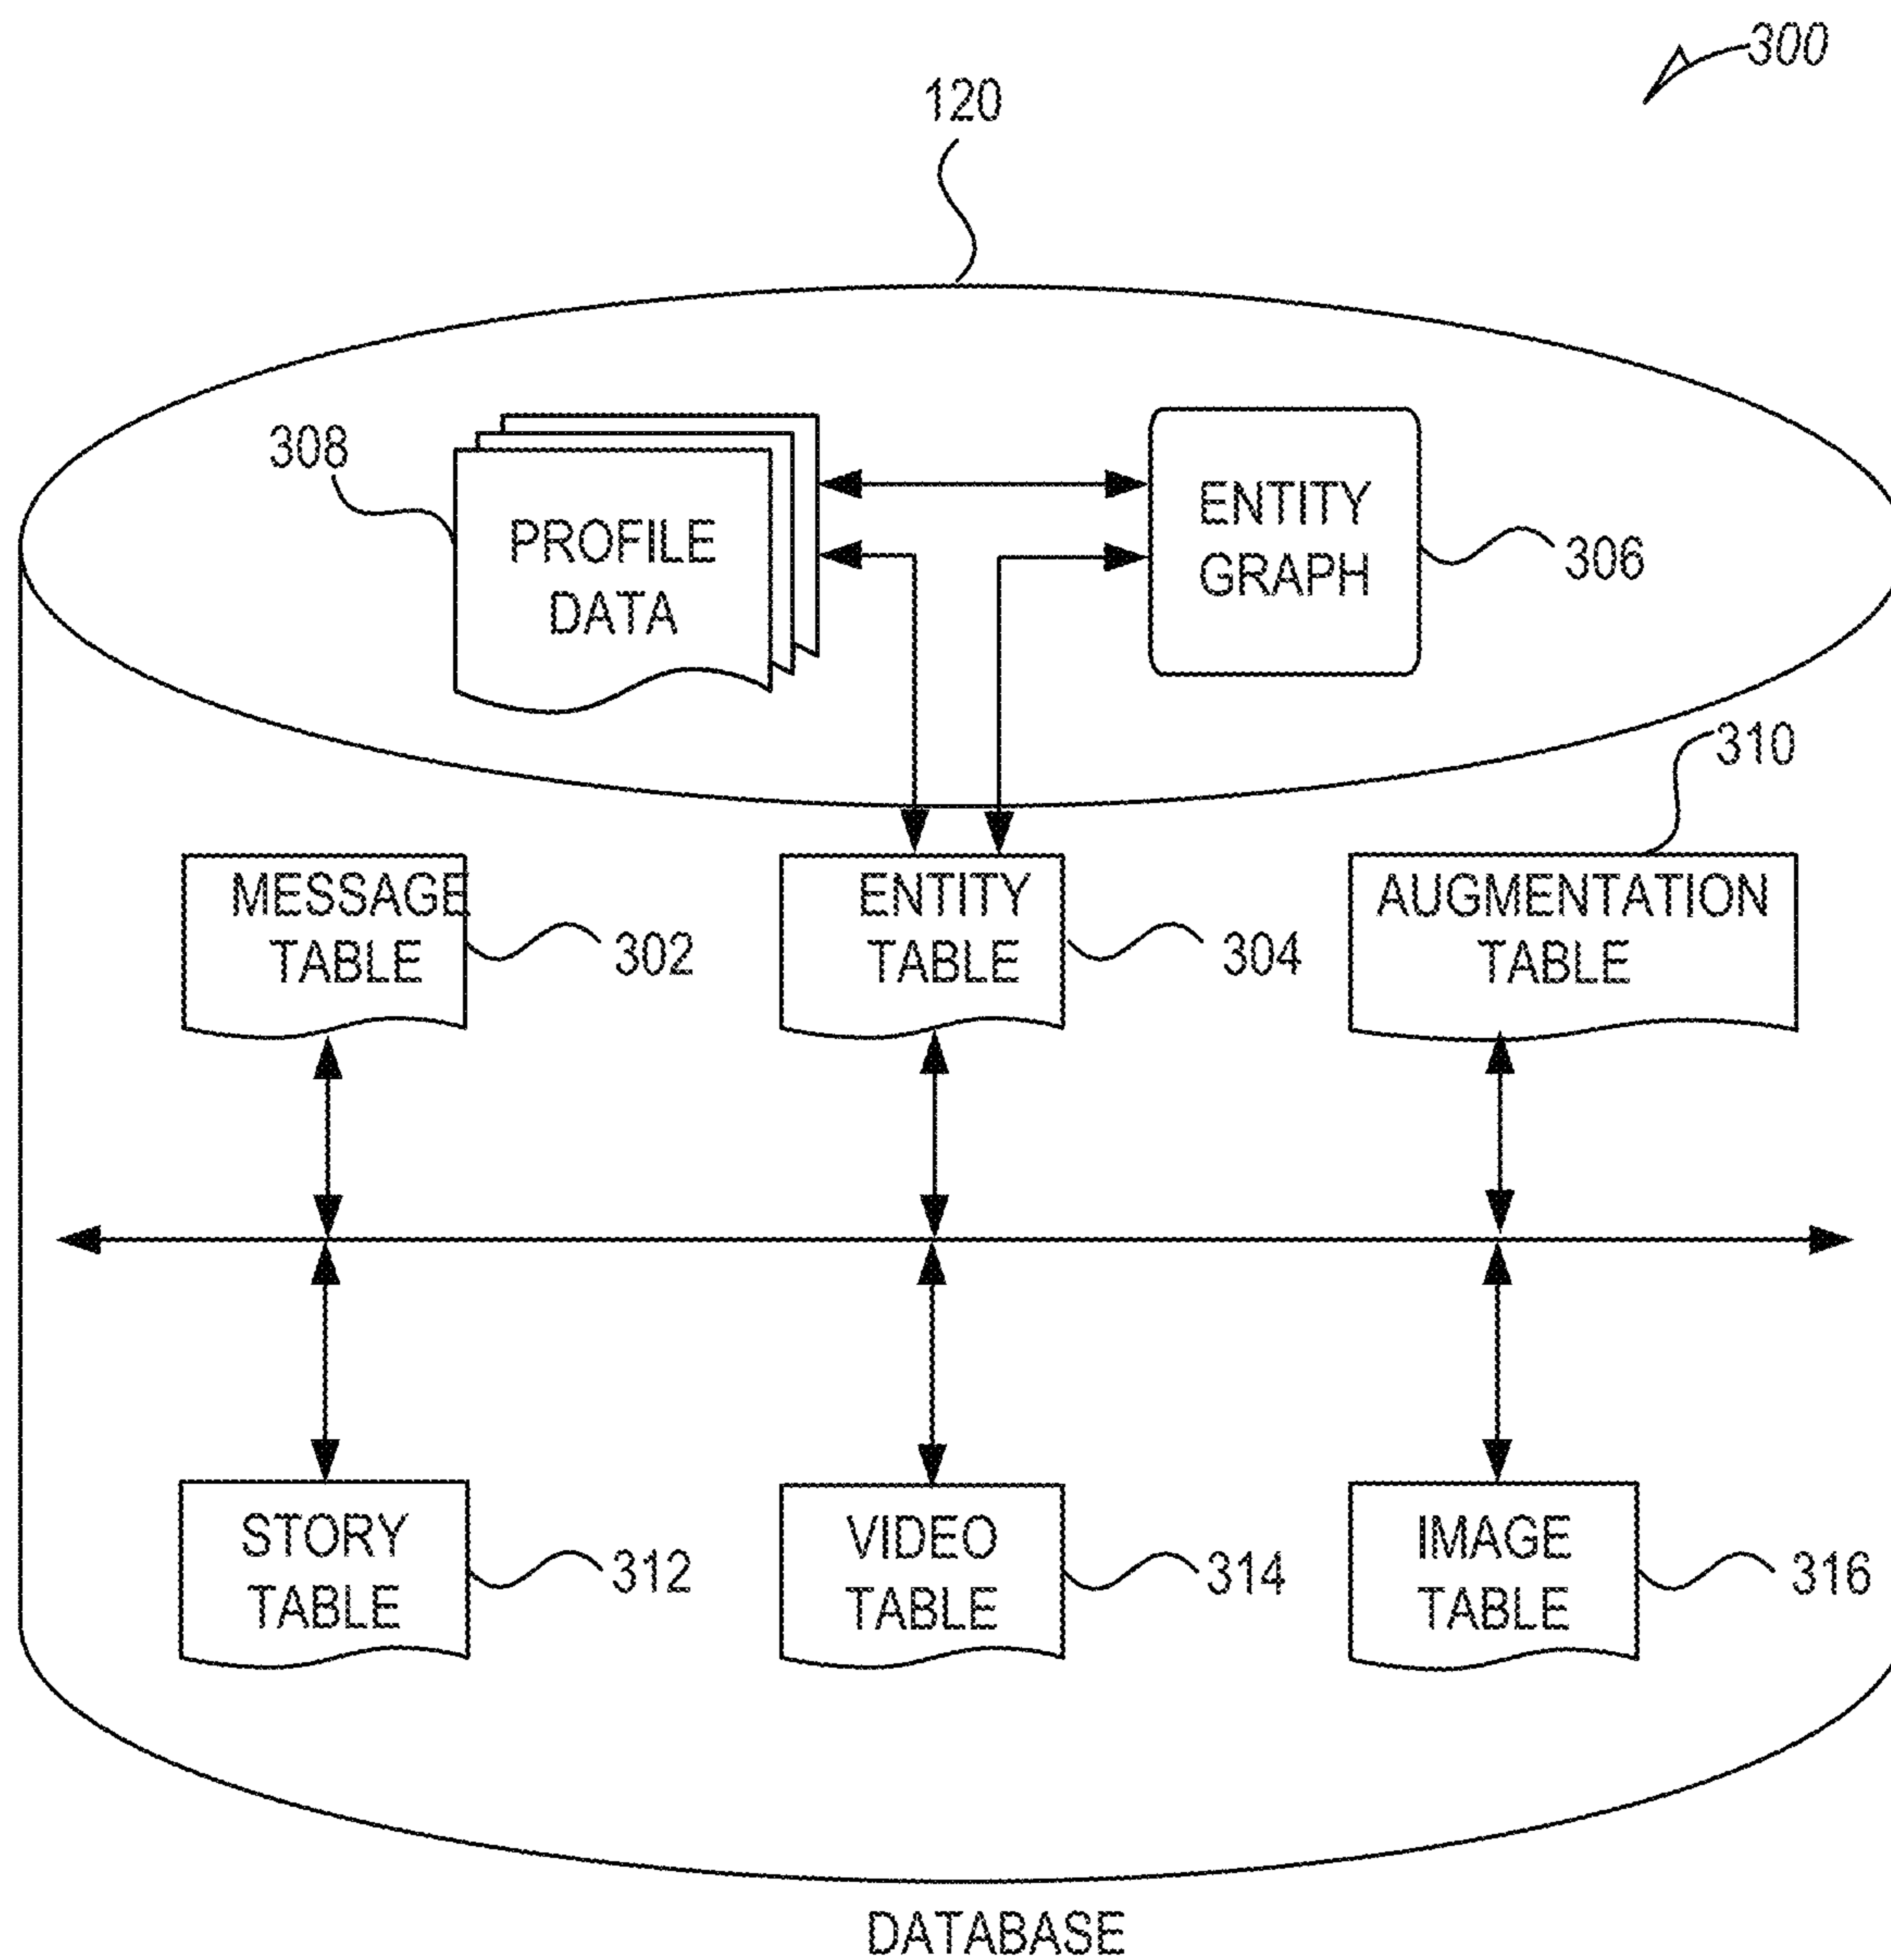 300
120
308
PROFILE
DATA
ENTITY
GRAPH
306
310
MESSAGE
TABLE
302
ENTITY
TABLE
304
AUGMENTATION
TABLE
STORY
TABLE
312
VIDEO
TABLE
314
IMAGE
TABLE
316
DATABASE